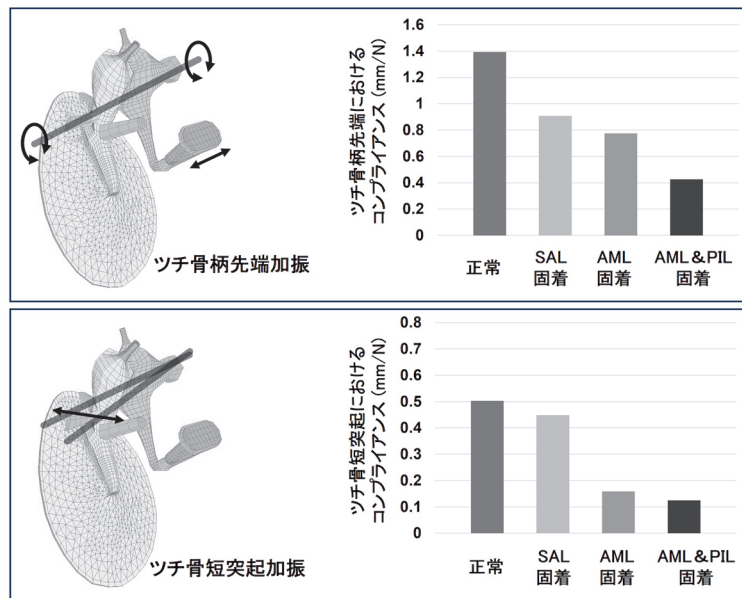 ツチ骨柄先端加振
ツチ骨柄先端における
コンプライアンス (mm/N)
1.6
1.4
1.2
1
0.8
0.6
0.4
0.2
0
正常
SAL
固着
AML
固着
AML&PIL
固着
ツチ骨短突起加振
ツチ骨短突起における
コンプライアンス (mm/N)
0.8
0.7
0.6
0.5
0.4
0.3
0.2
0.1
0
正常
SAL
固着
AML
固着
AML&PIL
固着